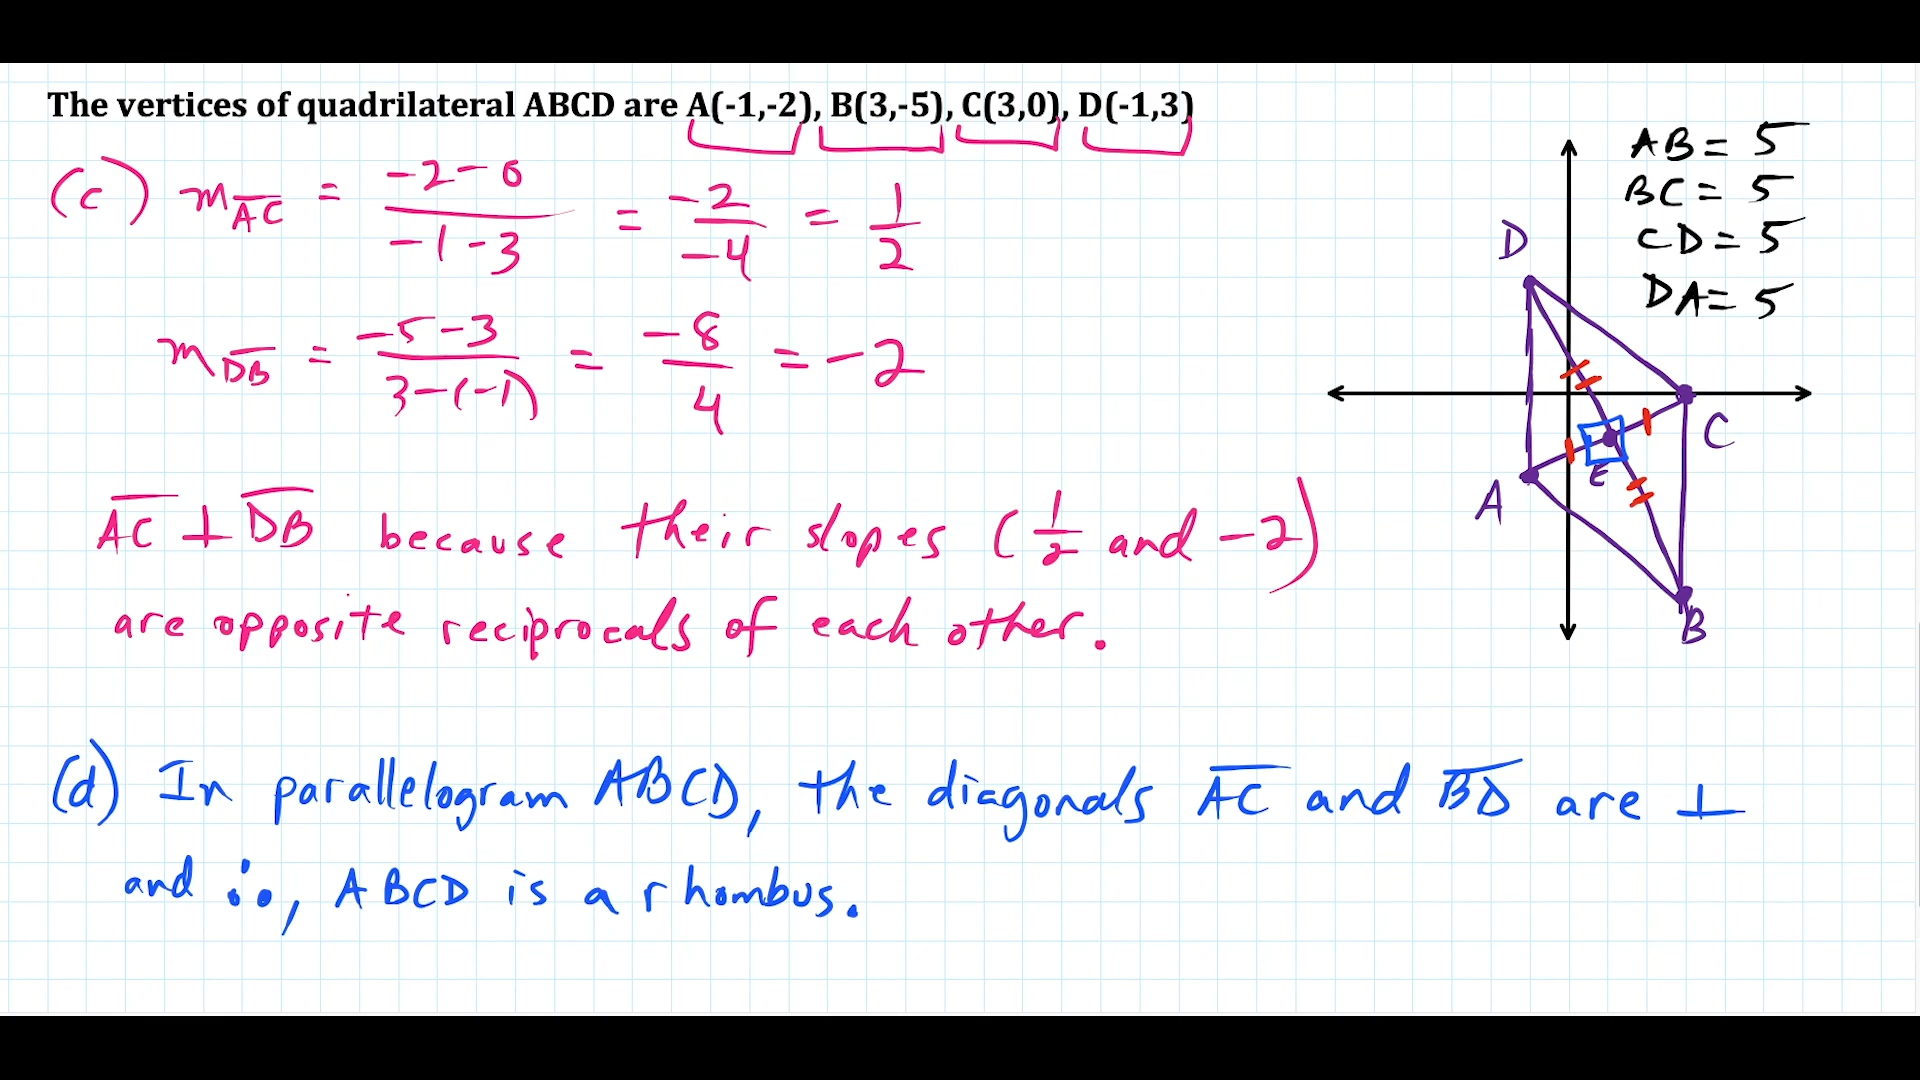 The vertices of quadrilateral ABCD are A(-1,-2), B(3,-5), C(3,0), D(-1,3)
(c) m_AC = (-2-0)/(-1-3) = -2/-4 = 1/2
m_DB = (-5-3)/(3-(-1)) = -8/4 = -2
AC ⊥ DB because their slopes (1/2 and -2)
are opposite reciprocals of each other.
(d) In parallelogram ABCD, the diagonals AC and BD are ⊥
and ∴, ABCD is a rhombus.
AB = 5
BC = 5
CD = 5
DA = 5
D
C
E
A
B